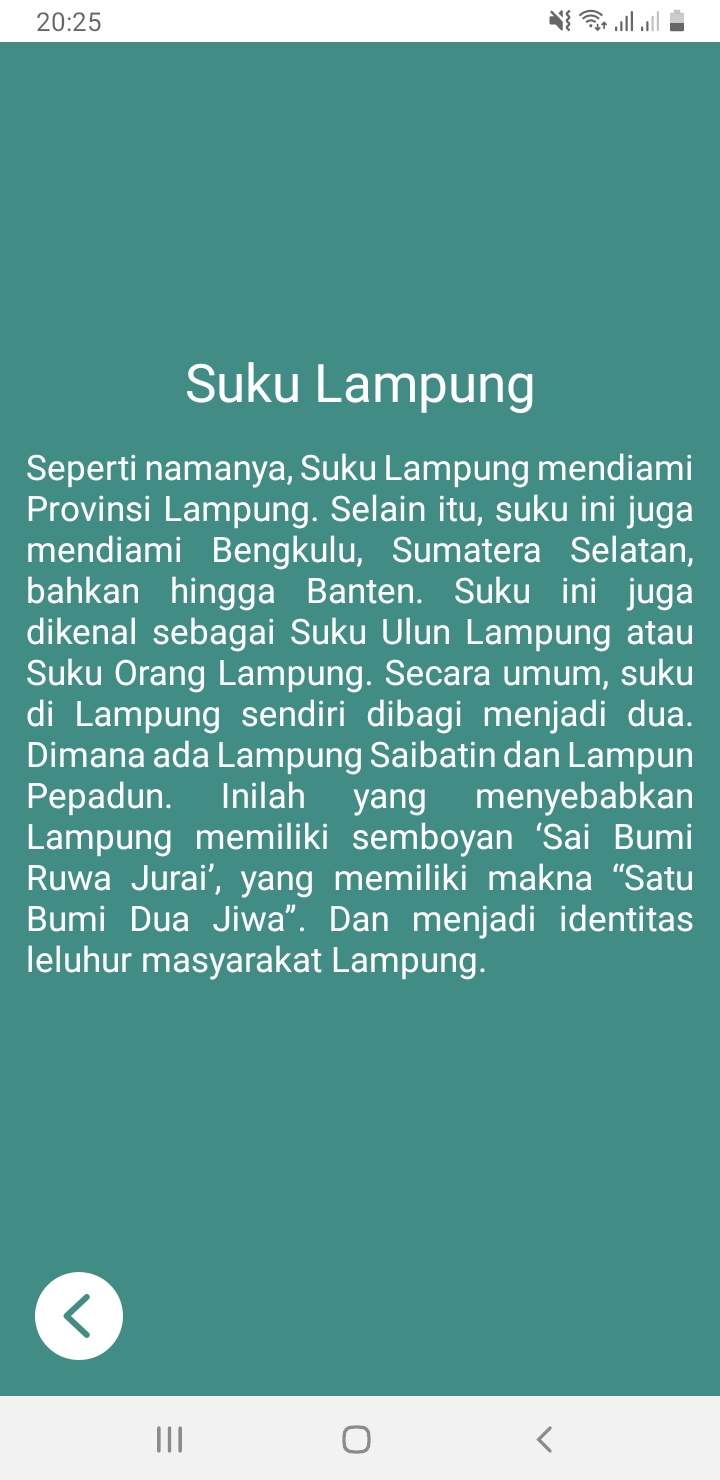 20:25
Suku Lampung
Seperti namanya, Suku Lampung mendiami
Provinsi Lampung. Selain itu, suku ini juga
mendiami Bengkulu, Sumatera Selatan,
bahkan hingga Banten. Suku ini juga
dikenal sebagai Suku Ulun Lampung atau
Suku Orang Lampung. Secara umum, suku
di Lampung sendiri dibagi menjadi dua.
Dimana ada Lampung Saibatin dan Lampun
Pepadun. Inilah yang menyebabkan
Lampung memiliki semboyan ‘Sai Bumi
Ruwa Jurai’, yang memiliki makna “Satu
Bumi Dua Jiwa”. Dan menjadi identitas
leluhur masyarakat Lampung.